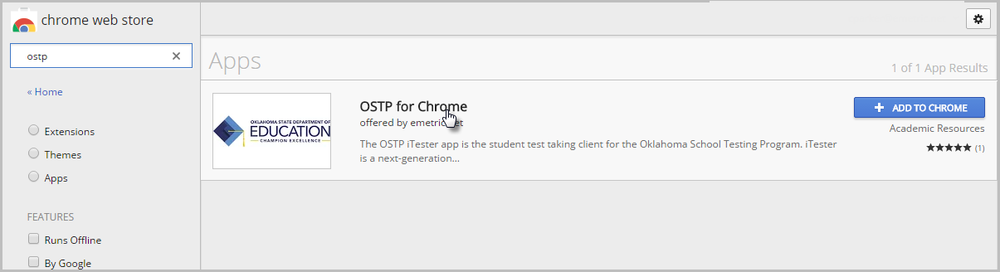 chrome web store
ostp
« Home
Extensions
Themes
Apps
FEATURES
Runs Offline
By Google
Apps
1 of 1 App Results
OKLAHOMA STATE DEPARTMENT OF
EDUCATION
CHAMPION EXCELLENCE
OSTP for Chrome
offered by emetric.net
The OSTP iTester app is the student test taking client for the Oklahoma School Testing Program. iTester
is a next-generation...
ADD TO CHROME
Academic Resources
(1)